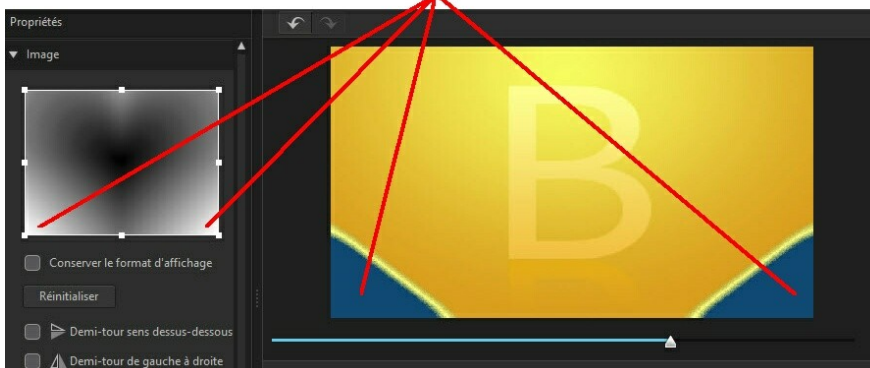 Propriétés
Image
B
Conserver le format d'affichage
Réinitialiser
Demi-tour sens dessus-dessous
Demi-tour de gauche à droite